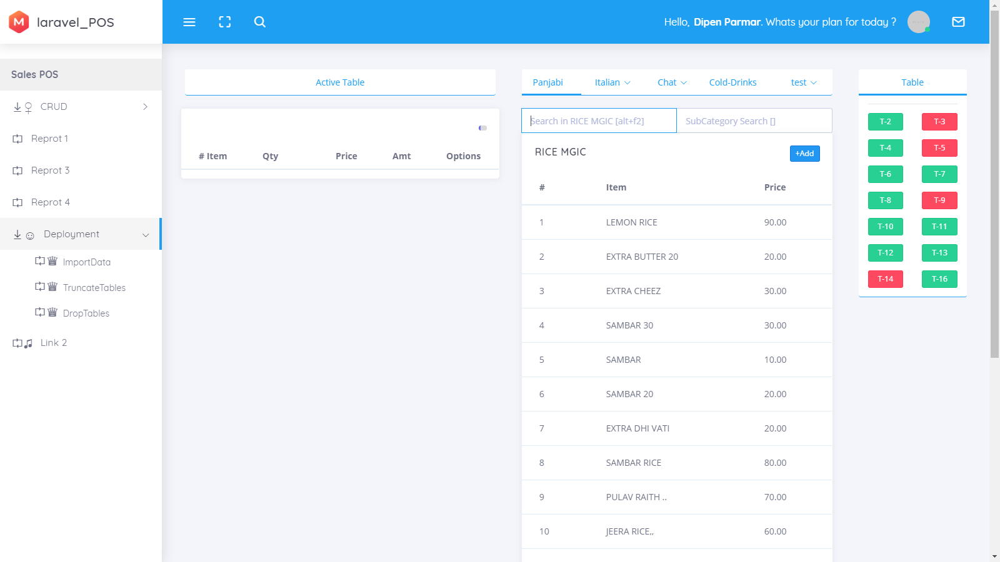 laravel_POS
Hello, Dipen Parmar. Whats your plan for today ?
Sales POS
CRUD
Reprot 1
Reprot 3
Reprot 4
Deployment
ImportData
TruncateTables
DropTables
Link 2
Active Table
# Item Qty Price Amt Options
Panjabi Italian Chat Cold-Drinks test
Search in RICE MGIC [alt+f2] SubCategory Search []
RICE MGIC +Add
# Item Price
1 LEMON RICE 90.00
2 EXTRA BUTTER 20 20.00
3 EXTRA CHEEZ 30.00
4 SAMBAR 30 30.00
5 SAMBAR 10.00
6 SAMBAR 20 20.00
7 EXTRA DHI VATI 20.00
8 SAMBAR RICE 80.00
9 PULAV RAITH .. 70.00
10 JEERA RICE,, 60.00
Table
T-2 T-3
T-4 T-5
T-6 T-7
T-8 T-9
T-10 T-11
T-12 T-13
T-14 T-16